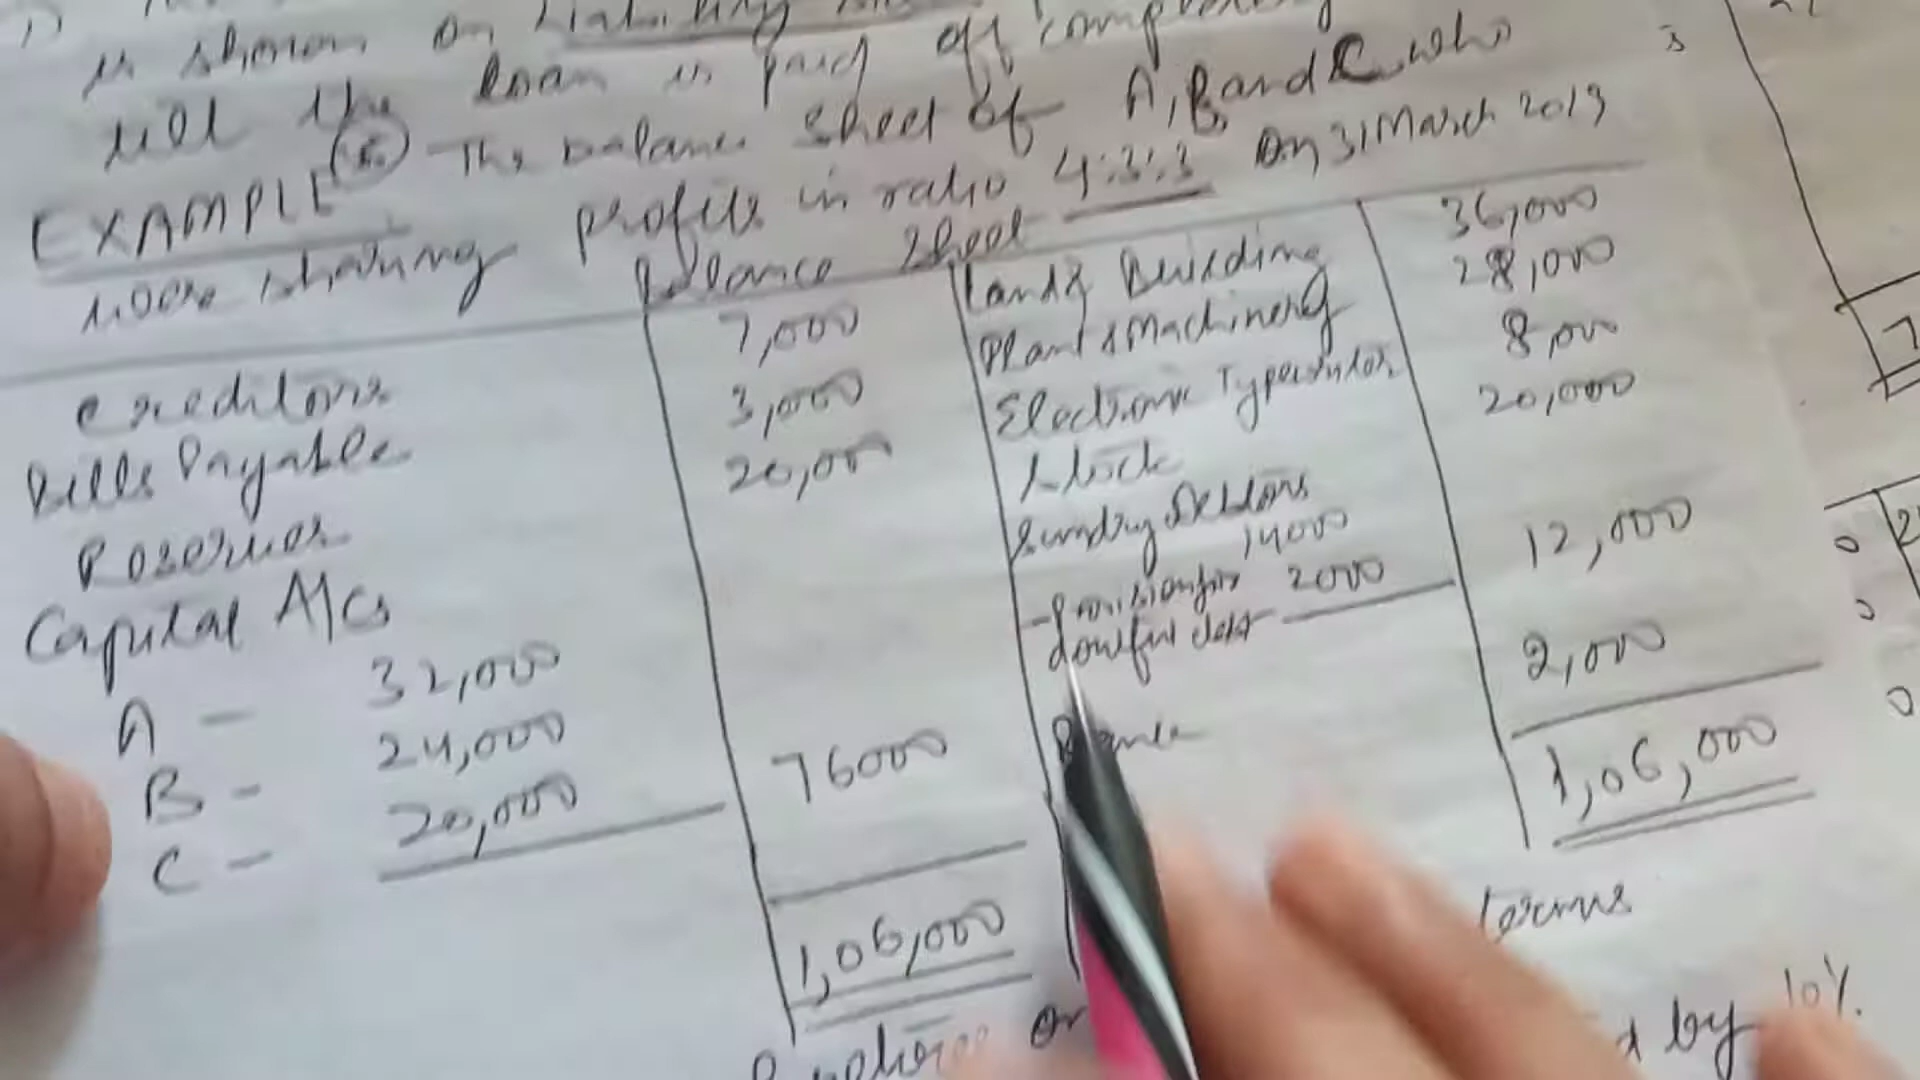 is shown on Liability
till the loan is paid off completely
EXAMPLE The balance sheet of A, B and C who
were sharing profits in ratio 4:3:3 on 31 March 2019
Balance Sheet
Creditors 7,000 Land & Building 36,000
Bills Payable 3,000 Plant & Machinery 28,000
Reserves 20,000 Electronic Typewriter 8,000
Capital A/cs Stock 20,000
Sundry Debtors 14000
-Provision for 2000 12,000
doutful debt
A - 32,000 2,000
B - 24,000
C - 20,000 76000
1,06,000 1,06,000
terms
by 10%